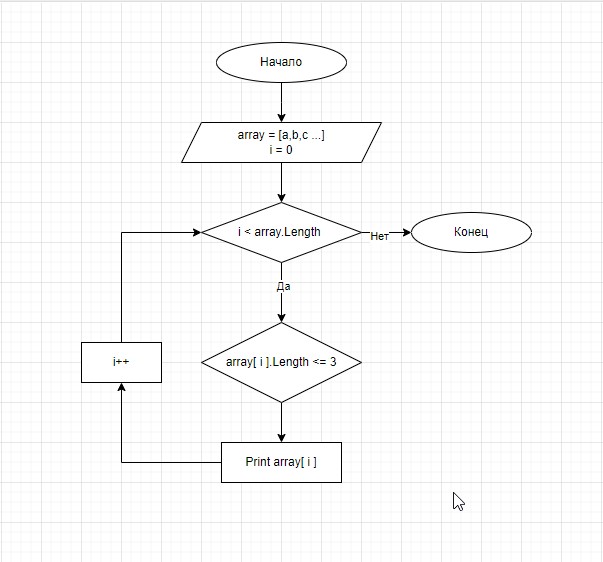 Начало
array = [a,b,c ...]
i = 0
i < array.Length
Нет
Конец
Да
i++
array[ i ].Length <= 3
Print array[ i ]